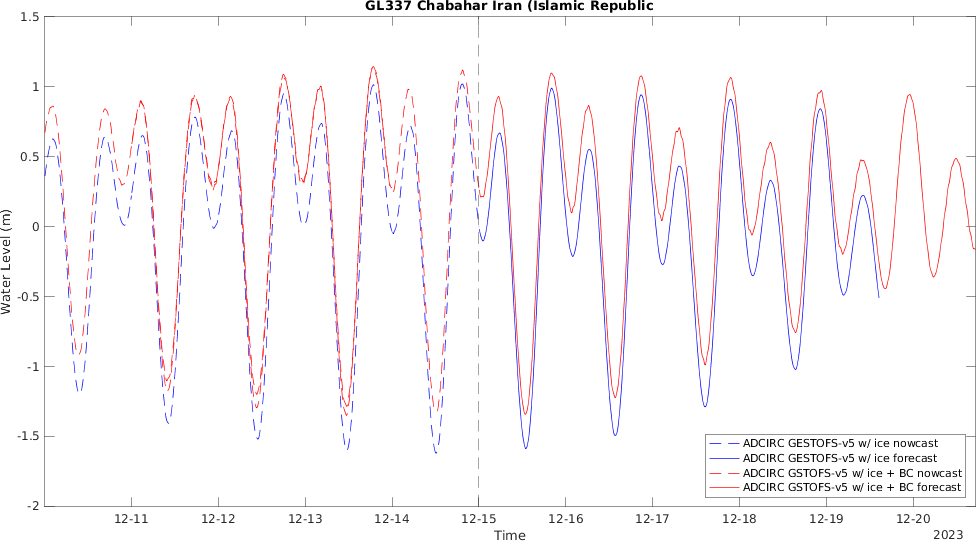 GL337 Chabahar Iran (Islamic Republic
1.5
1
0.5
0
-0.5
-1
-1.5
-2
Water Level (m)
12-11 12-12 12-13 12-14 12-15 12-16 12-17 12-18 12-19 12-20
Time
2023
ADCIRC GESTOFS-v5 w/ ice nowcast
ADCIRC GESTOFS-v5 w/ ice forecast
ADCIRC GSTOFS-v5 w/ ice + BC nowcast
ADCIRC GSTOFS-v5 w/ ice + BC forecast